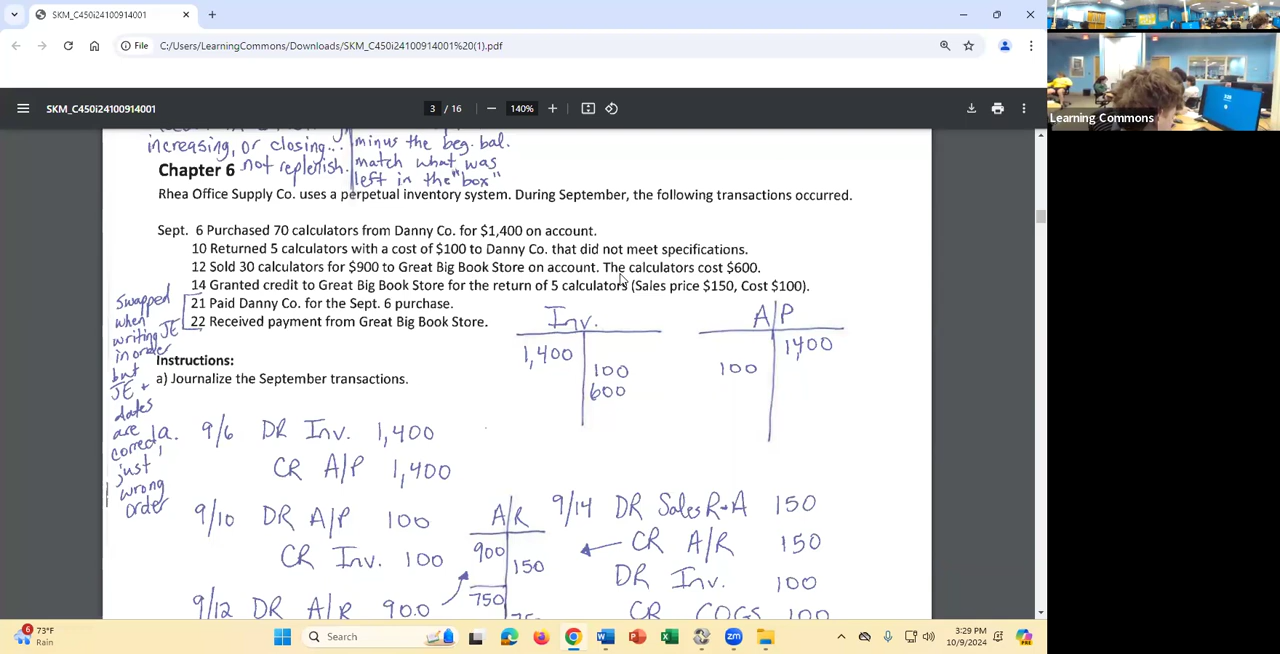 SKM_C450i24100914001
File
C:/Users/LearningCommons/Downloads/SKM_C450i24100914001%20(1).pdf
SKM_C450i24100914001
3 / 16
140%
Learning Commons
increasing, or closing...
not replenish.
minus the beg. bal.
match what was
left in the "box"
Chapter 6
Rhea Office Supply Co. uses a perpetual inventory system. During September, the following transactions occurred.
Sept. 6 Purchased 70 calculators from Danny Co. for $1,400 on account.
10 Returned 5 calculators with a cost of $100 to Danny Co. that did not meet specifications.
12 Sold 30 calculators for $900 to Great Big Book Store on account. The calculators cost $600.
14 Granted credit to Great Big Book Store for the return of 5 calculators (Sales price $150, Cost $100).
21 Paid Danny Co. for the Sept. 6 purchase.
22 Received payment from Great Big Book Store.
Swapped
when
writing JE
in order
but
JE +
dates
are
correct,
just
wrong
order
Inv.
1,400
100
600
A/P
1,400
100
Instructions:
a) Journalize the September transactions.
a. 9/6 DR Inv. 1,400
CR A/P 1,400
9/10 DR A/P 100
CR Inv. 100
9/12 DR A/R 900
A/R
900
150
750
9/14 DR Sales R+A 150
CR A/R 150
DR Inv. 100
CR COGS 100
6
73°F
Rain
Search
3:29 PM
10/9/2024